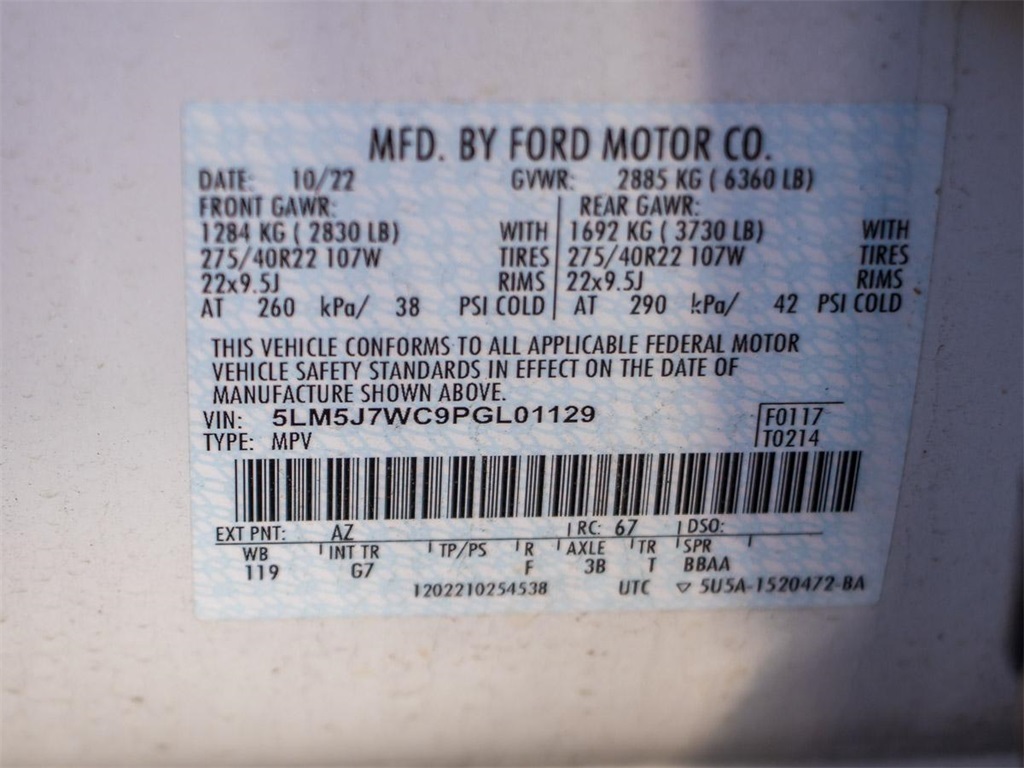 MFD. BY FORD MOTOR CO.
DATE: 10/22 GVWR: 2885 KG ( 6360 LB)
FRONT GAWR: REAR GAWR:
1284 KG ( 2830 LB) WITH 1692 KG ( 3730 LB) WITH
275/40R22 107W TIRES 275/40R22 107W TIRES
22x9.5J RIMS 22x9.5J RIMS
AT 260 kPa/ 38 PSI COLD AT 290 kPa/ 42 PSI COLD
THIS VEHICLE CONFORMS TO ALL APPLICABLE FEDERAL MOTOR
VEHICLE SAFETY STANDARDS IN EFFECT ON THE DATE OF
MANUFACTURE SHOWN ABOVE.
VIN: 5LM5J7WC9PGL01129 F0117
TYPE: MPV T0214
EXT PNT: AZ RC: 67 DSO:
WB INT TR TP/PS R AXLE TR SPR
119 G7 F 3B T BBAA
1202210254538 UTC ▽ 5U5A-1520472-BA